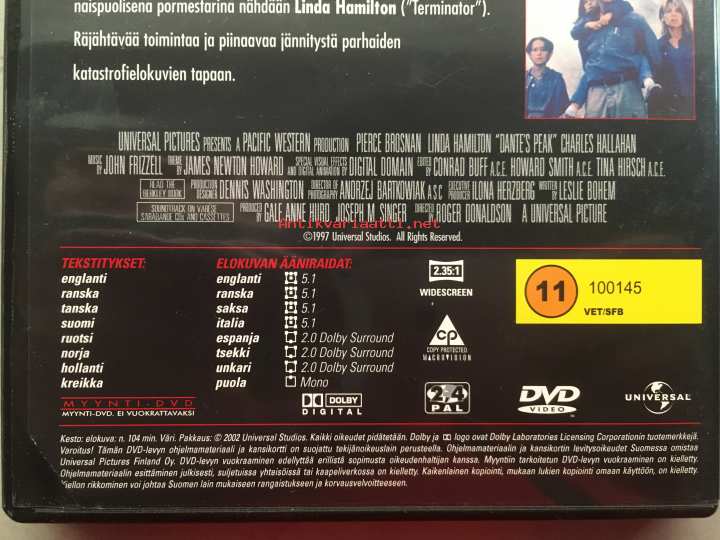 naispuolisena pormestarina nähdään Linda Hamilton ("Terminator").
Räjähtävää toimintaa ja piinaavaa jännitystä parhaiden
katastrofielokuvien tapaan.
UNIVERSAL PICTURES PRESENTS A PACIFIC WESTERN PRODUCTION PIERCE BROSNAN LINDA HAMILTON "DANTE'S PEAK" CHARLES HALLAHAN
MUSIC BY JOHN FRIZZELL THEME BY JAMES NEWTON HOWARD SPECIAL VISUAL EFFECTS AND DIGITAL ANIMATION BY DIGITAL DOMAIN EDITED BY CONRAD BUFF A.C.E. HOWARD SMITH A.C.E. TINA HIRSCH A.C.E.
READ THE BERKLEY BOOK PRODUCTION DESIGNER DENNIS WASHINGTON DIRECTOR OF PHOTOGRAPHY ANDRZEJ BARTKOWIAK A.S.C. EXECUTIVE PRODUCER ILONA HERZBERG WRITTEN BY LESLIE BOHEM
SOUNDTRACK ON VARESE SARABANDE CDs AND CASSETTES PRODUCED BY GALE ANNE HURD JOSEPH M. SINGER DIRECTED BY ROGER DONALDSON A UNIVERSAL PICTURE
Antikvariaatti.net
©1997 Universal Studios. All Rights Reserved.
TEKSTITYKSET:
englanti
ranska
tanska
suomi
ruotsi
norja
hollanti
kreikka
ELOKUVAN ÄÄNIRAIDAT:
englanti 5.1
ranska 5.1
saksa 5.1
italia 5.1
espanja 2.0 Dolby Surround
tsekki 2.0 Dolby Surround
unkari 2.0 Dolby Surround
puola Mono
2.35:1
WIDESCREEN
11 100145
VET/SFB
CP
COPY PROTECTED
MACROVISION
MYYNTI-DVD
MYYNTI-DVD. EI VUOKRATTAVAKSI
DOLBY
DIGITAL
2,4
PAL
DVD
VIDEO
UNIVERSAL
Kesto: elokuva: n. 104 min. Väri. Pakkaus: © 2002 Universal Studios. Kaikki oikeudet pidätetään. Dolby ja logo ovat Dolby Laboratories Licensing Corporationin tuotemerkkejä.
Varoitus! Tämän DVD-levyn ohjelmamateriaali ja kansikortti on suojattu tekijänoikeuslain perusteella. Ohjelmamateriaalin ja kansikortin levitysoikeudet Suomessa omistaa
Universal Pictures Finland Oy. DVD-levyn vuokraaminen edellyttää erillistä sopimusta oikeudenhaltijan kanssa. Myyntiin tarkoitetun DVD-levyn vuokraaminen on kielletty.
Ohjelmamateriaalin esittäminen julkisesti, suljetuissa yhteisöissä tai kaapeliverkossa on kielletty. Kaikenlainen kopiointi, mukaan lukien kopiointi omaan käyttöön, on kielletty.
Kiellon rikkominen voi johtaa Suomen lain mukaiseen rangaistukseen ja korvausvelvoitteeseen.